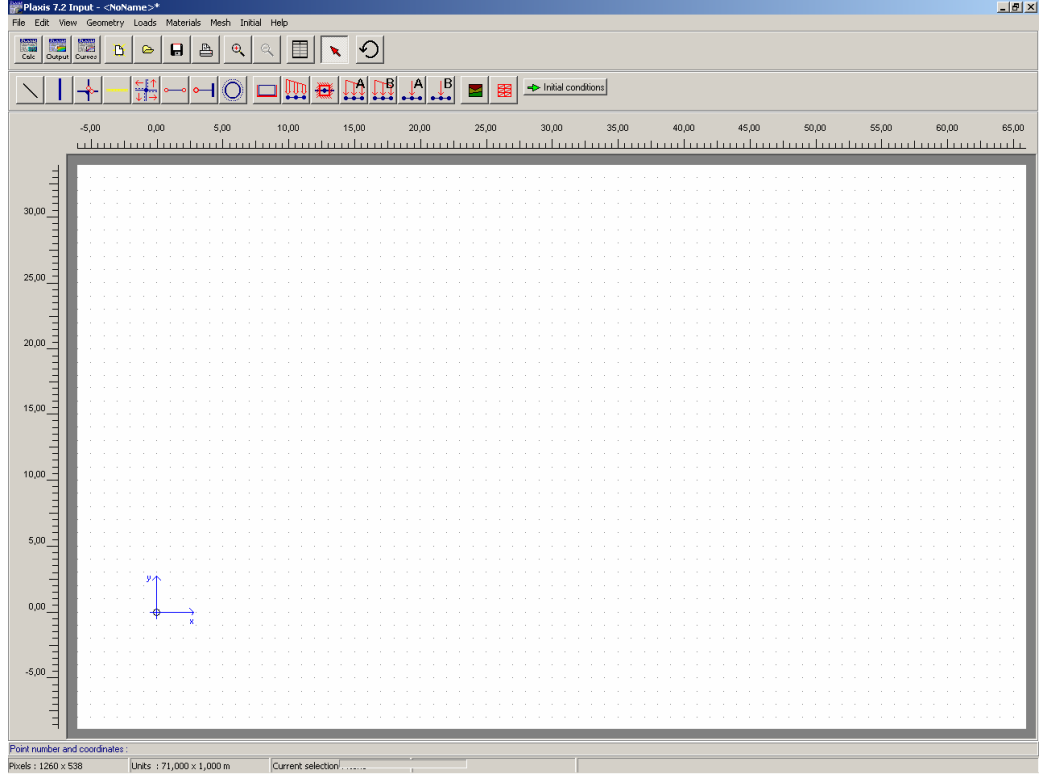 Plaxis 7.2 Input - <NoName>*
File Edit View Geometry Loads Materials Mesh Initial Help
Calc Output Curves
A B A B Initial conditions
-5,00 0,00 5,00 10,00 15,00 20,00 25,00 30,00 35,00 40,00 45,00 50,00 55,00 60,00 65,00
30,00
25,00
20,00
15,00
10,00
5,00
y
0,00
x
-5,00
Point number and coordinates :
Pixels : 1260 x 538 Units : 71,000 x 1,000 m Current selection